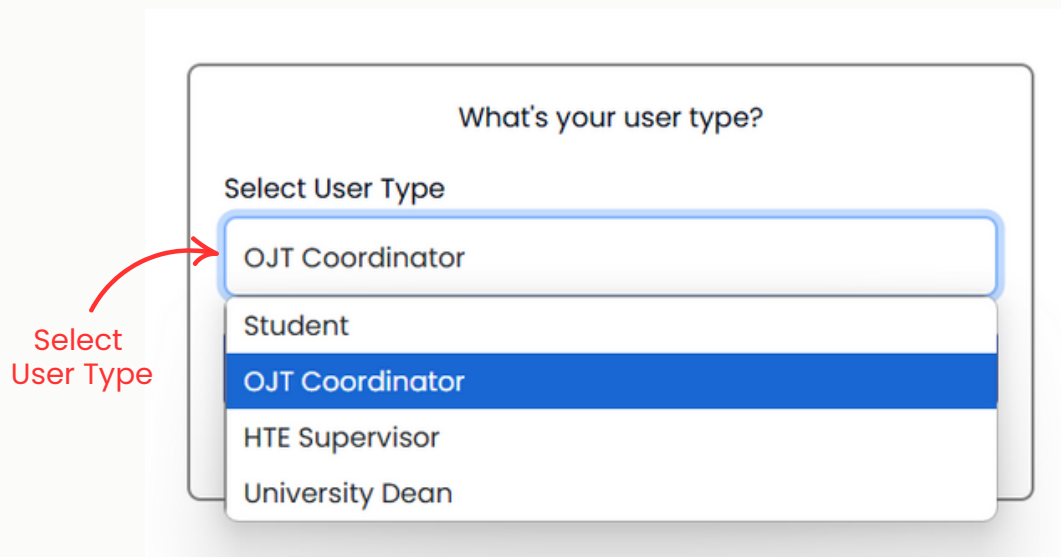 What's your user type?
Select User Type
OJT Coordinator
Select
User Type
Student
OJT Coordinator
HTE Supervisor
University Dean